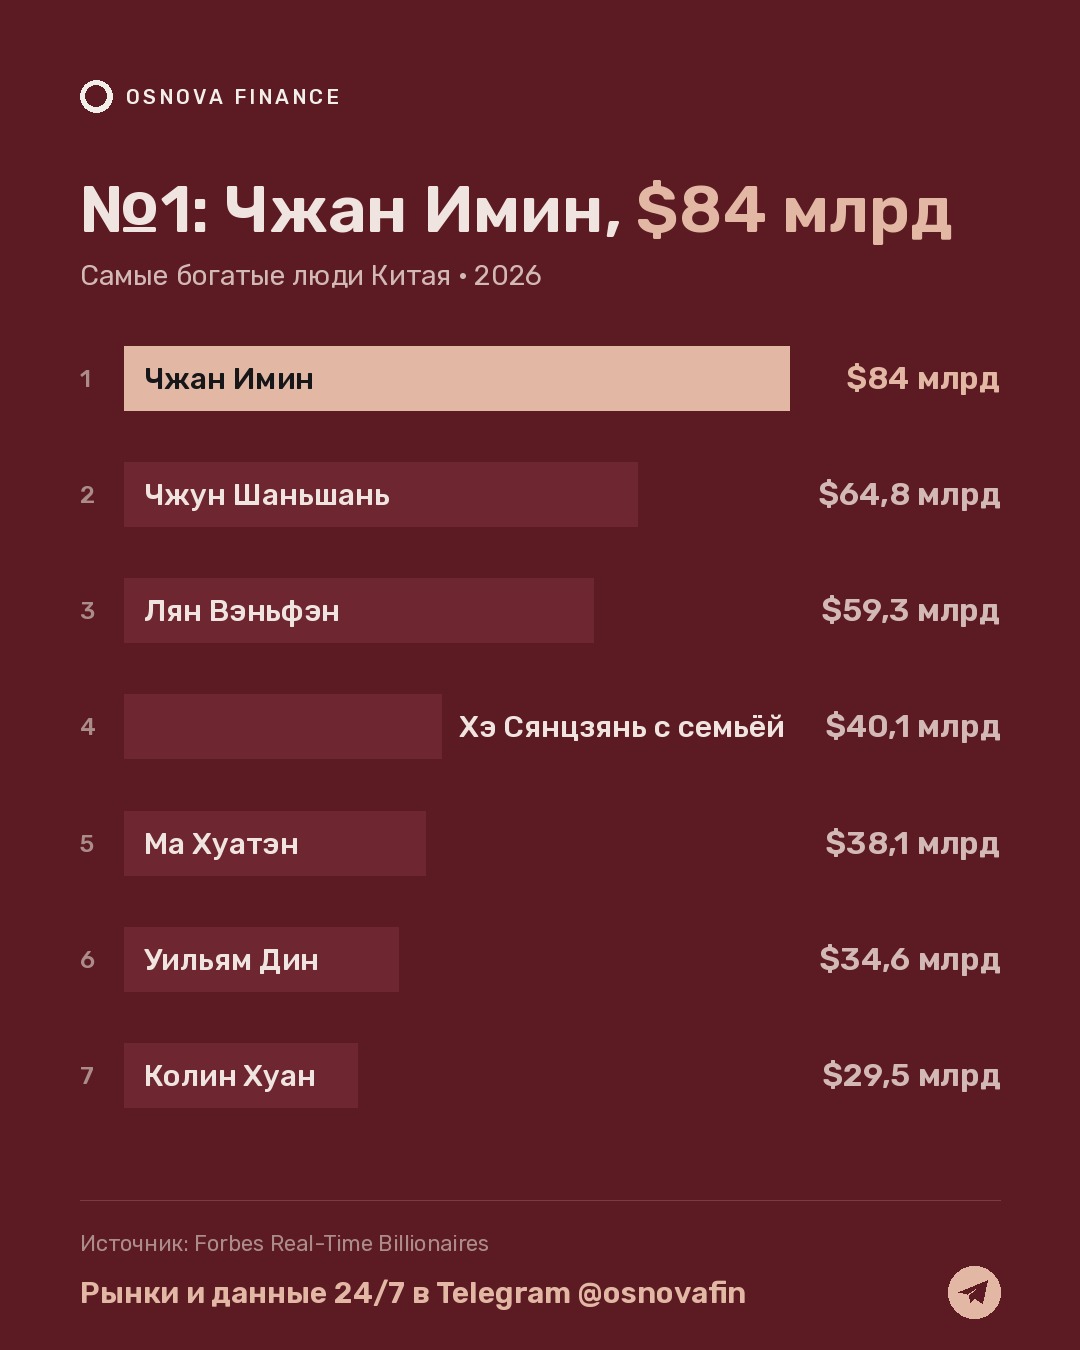 OSNOVA FINANCE
№1: Чжан Имин, $84 млрд
Самые богатые люди Китая • 2026
1 Чжан Имин $84 млрд
2 Чжун Шаньшань $64,8 млрд
3 Лян Вэньфэн $59,3 млрд
4 Хэ Сянцзянь с семьёй $40,1 млрд
5 Ма Хуатэн $38,1 млрд
6 Уильям Дин $34,6 млрд
7 Колин Хуан $29,5 млрд
Источник: Forbes Real-Time Billionaires
Рынки и данные 24/7 в Telegram @osnovafin